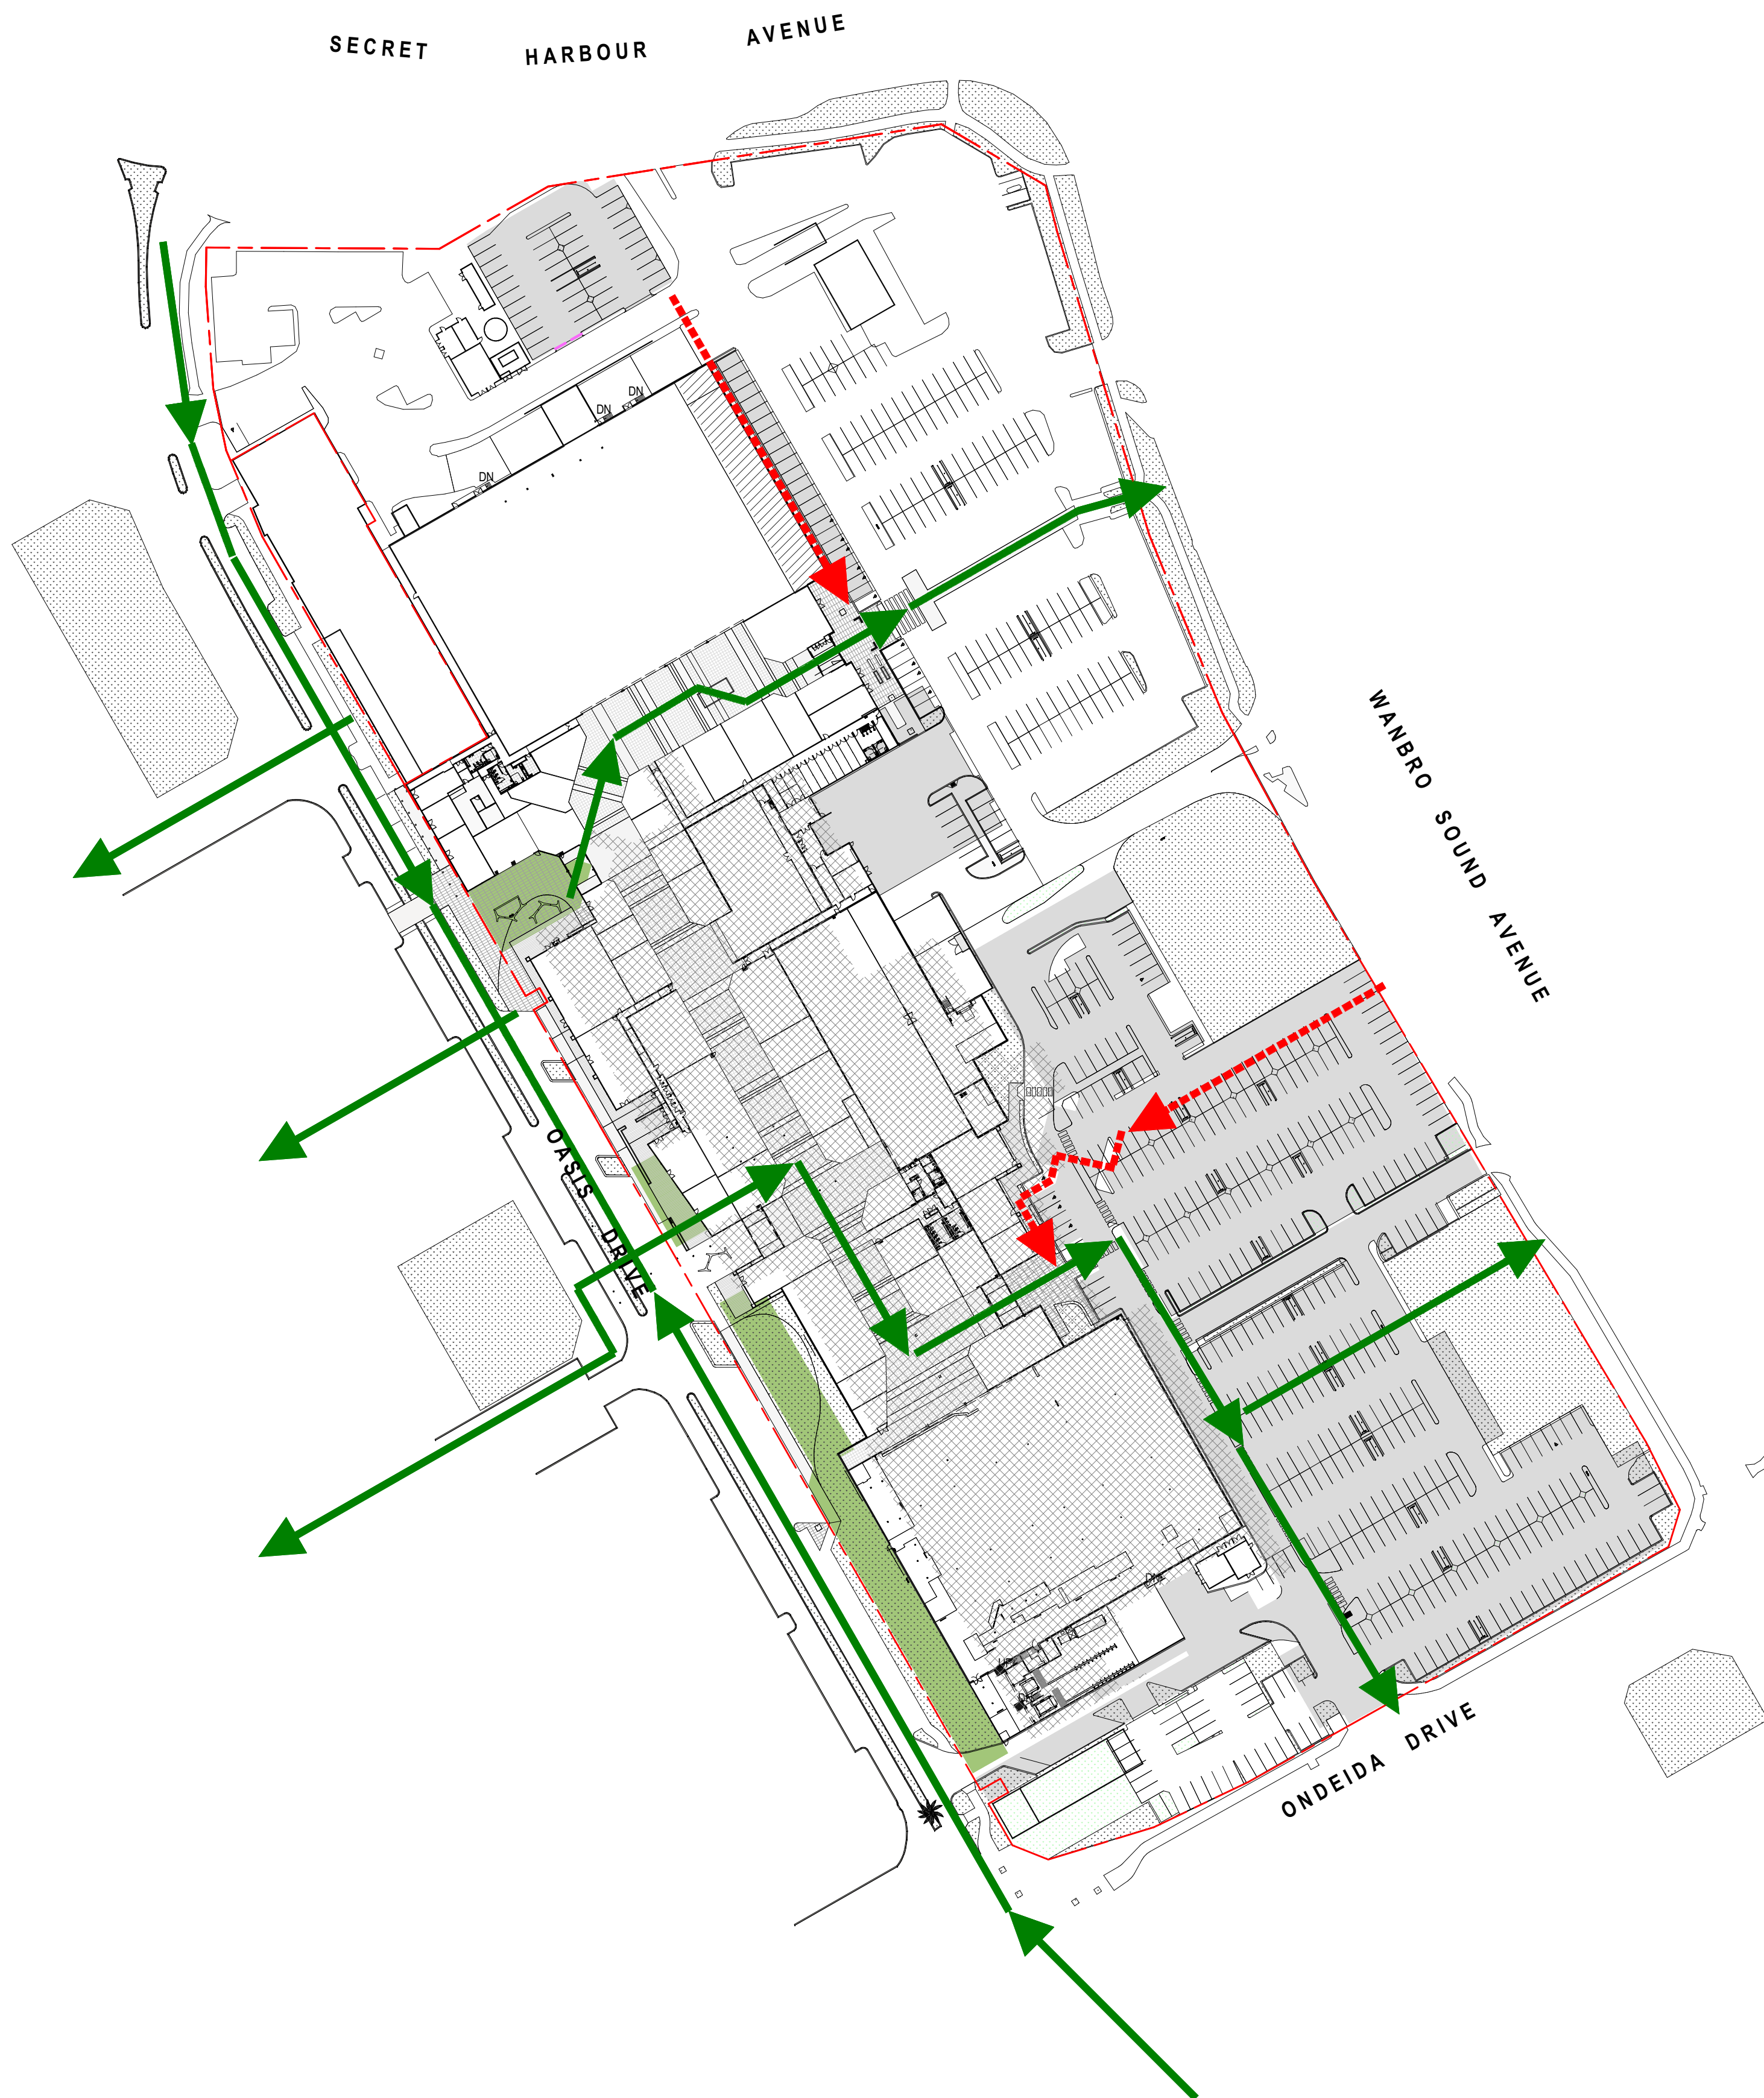 SECRET HARBOUR AVENUE
DN
DN
DN
WANBRO SOUND AVENUE
OASIS DRIVE
ONDEIDA DRIVE